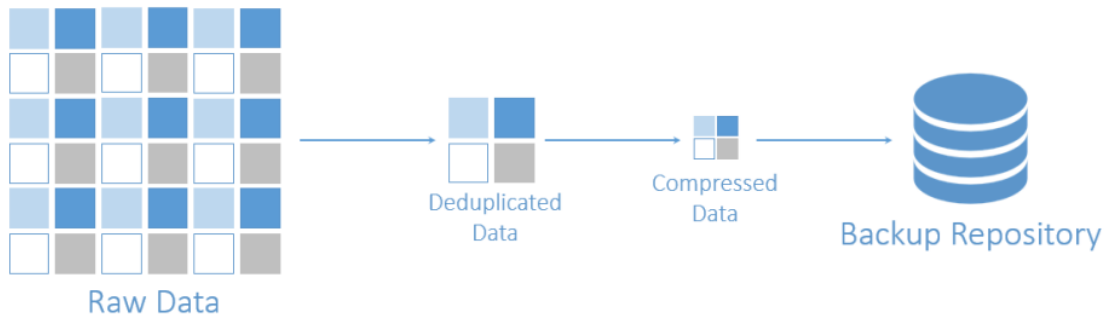 Raw Data
Deduplicated
Data
Compressed
Data
Backup Repository